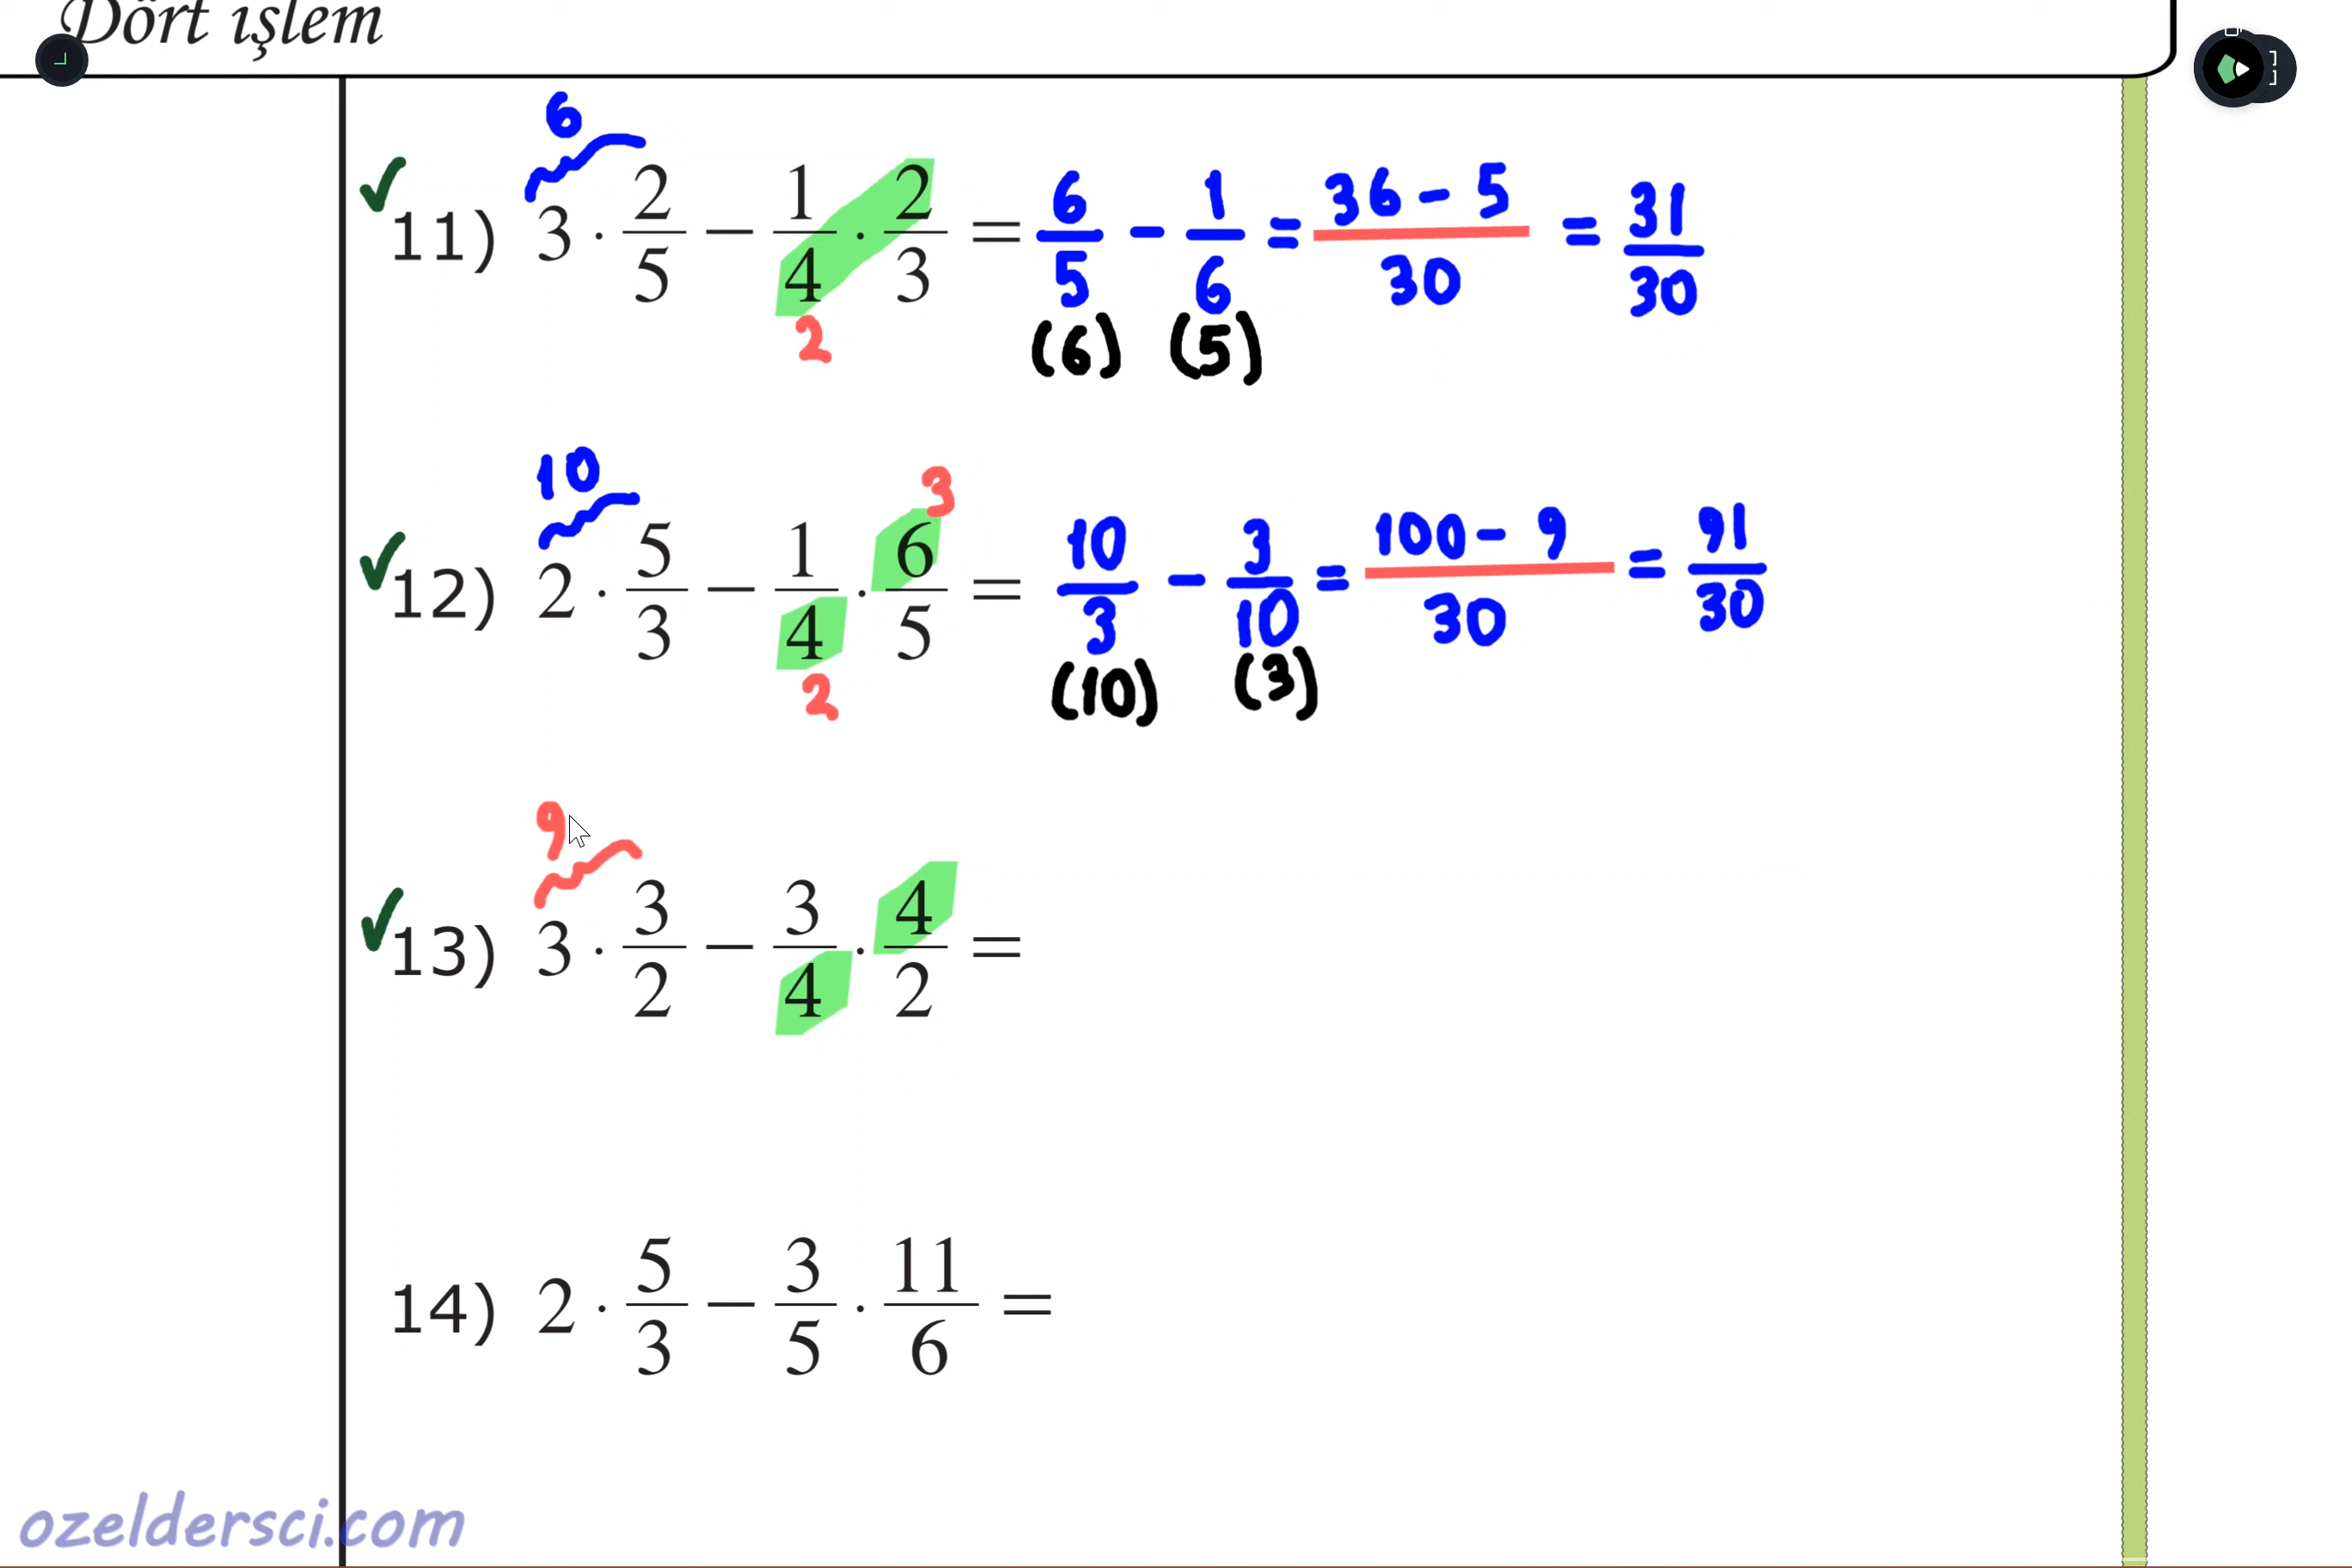 Dört işlem
6
11) 3 · 2/5 − 1/4 · 2/3 = 6/5 − 1/6 = 36 − 5/30 = 31/30
2 (6) (5)
10 3
12) 2 · 5/3 − 1/4 · 6/5 = 10/3 − 3/10 = 100 − 9/30 = 91/30
2 (10) (3)
9
13) 3 · 3/2 − 3/4 · 4/2 =
14) 2 · 5/3 − 3/5 · 11/6 =
ozeldersci.com